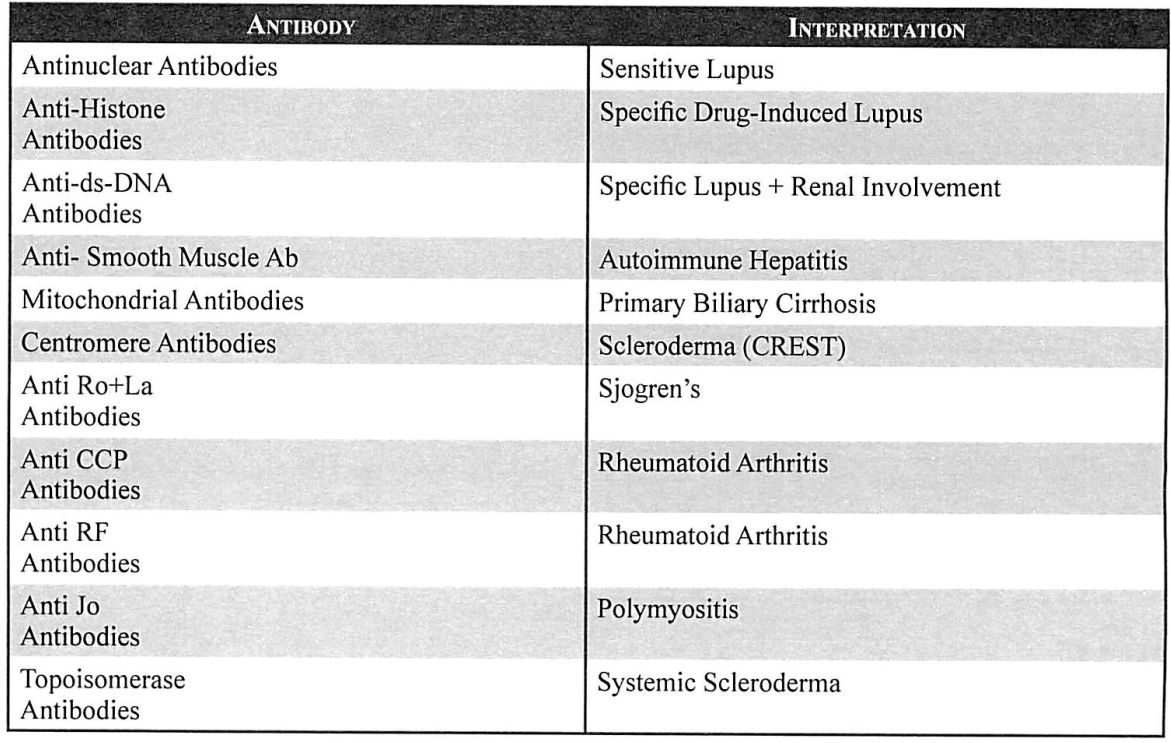 ANTIBODY INTERPRETATION
Antinuclear Antibodies Sensitive Lupus
Anti-Histone Specific Drug-Induced Lupus
Antibodies
Anti-ds-DNA Specific Lupus + Renal Involvement
Antibodies
Anti- Smooth Muscle Ab Autoimmune Hepatitis
Mitochondrial Antibodies Primary Biliary Cirrhosis
Centromere Antibodies Scleroderma (CREST)
Anti Ro+La Sjogren’s
Antibodies
Anti CCP Rheumatoid Arthritis
Antibodies
Anti RF Rheumatoid Arthritis
Antibodies
Anti Jo Polymyositis
Antibodies
Topoisomerase Systemic Scleroderma
Antibodies